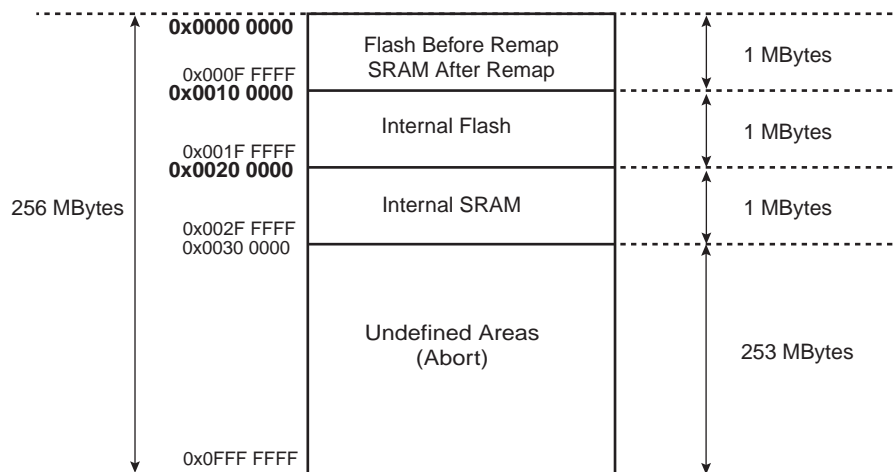 0x0000 0000
Flash Before Remap
SRAM After Remap
1 MBytes
0x000F FFFF
0x0010 0000
Internal Flash
1 MBytes
0x001F FFFF
0x0020 0000
256 MBytes
Internal SRAM
1 MBytes
0x002F FFFF
0x0030 0000
Undefined Areas
(Abort)
253 MBytes
0x0FFF FFFF